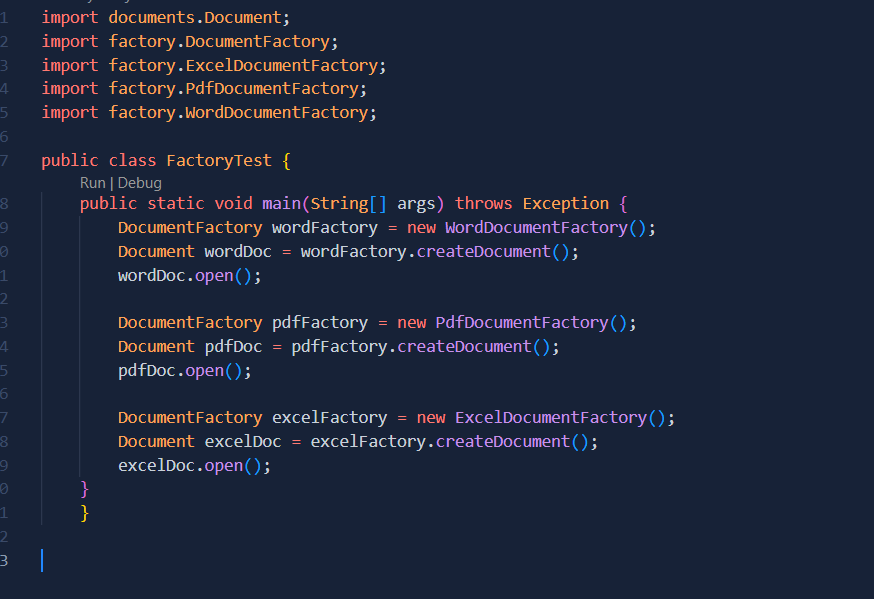 1 import documents.Document;
2 import factory.DocumentFactory;
3 import factory.ExcelDocumentFactory;
4 import factory.PdfDocumentFactory;
5 import factory.WordDocumentFactory;
6
7 public class FactoryTest {
Run | Debug
8 public static void main(String[] args) throws Exception {
9 DocumentFactory wordFactory = new WordDocumentFactory();
0 Document wordDoc = wordFactory.createDocument();
1 wordDoc.open();
2
3 DocumentFactory pdfFactory = new PdfDocumentFactory();
4 Document pdfDoc = pdfFactory.createDocument();
5 pdfDoc.open();
6
7 DocumentFactory excelFactory = new ExcelDocumentFactory();
8 Document excelDoc = excelFactory.createDocument();
9 excelDoc.open();
0 }
1 }
2
3